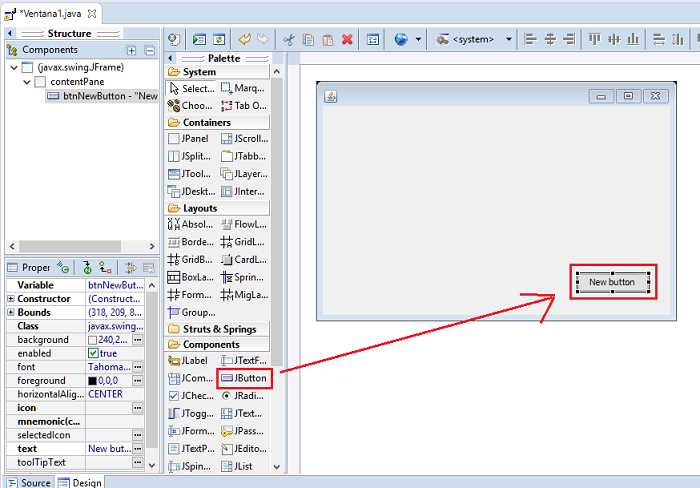 *Ventana1.java
Structure
Components
(javax.swing.JFrame)
contentPane
btnNewButton - "New
Proper
Variable btnNewBut...
Constructor (Construct...
Bounds (318, 209, 8...
Class javax.swing...
background 240,2...
enabled true
font Tahoma...
foreground 0,0,0
horizontalAlig... CENTER
icon
mnemonic(c...
selectedIcon
text New but...
toolTipText
Source Design
<system>
Palette
System
Select... Marq...
Choo... Tab O...
Containers
JPanel JScroll...
JSplit... JTabb...
JTool... JLayer...
JDeskt... JInter...
Layouts
Absol... FlowL...
Borde... GridL...
GridB... CardL...
BoxLa... Sprin...
Form... MigLa...
Group...
Struts & Springs
Components
JLabel JTextF...
JCom... JButton
JChec... JRadi...
JTogg... JText...
JForm... JPass...
JTextP... JEdito...
JSpin... JList
New button